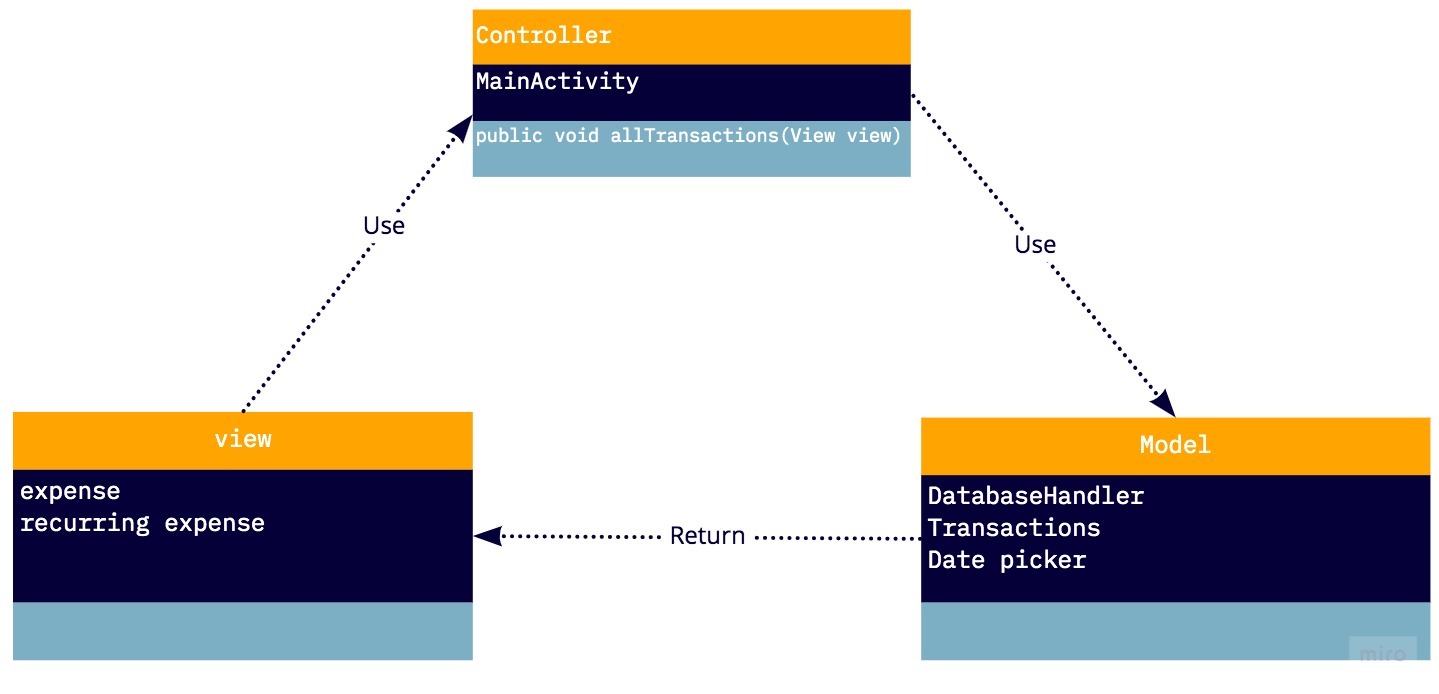 Controller
MainActivity
public void allTransactions(View view)
Use
Use
view
expense
recurring expense
Return
Model
DatabaseHandler
Transactions
Date picker
miro